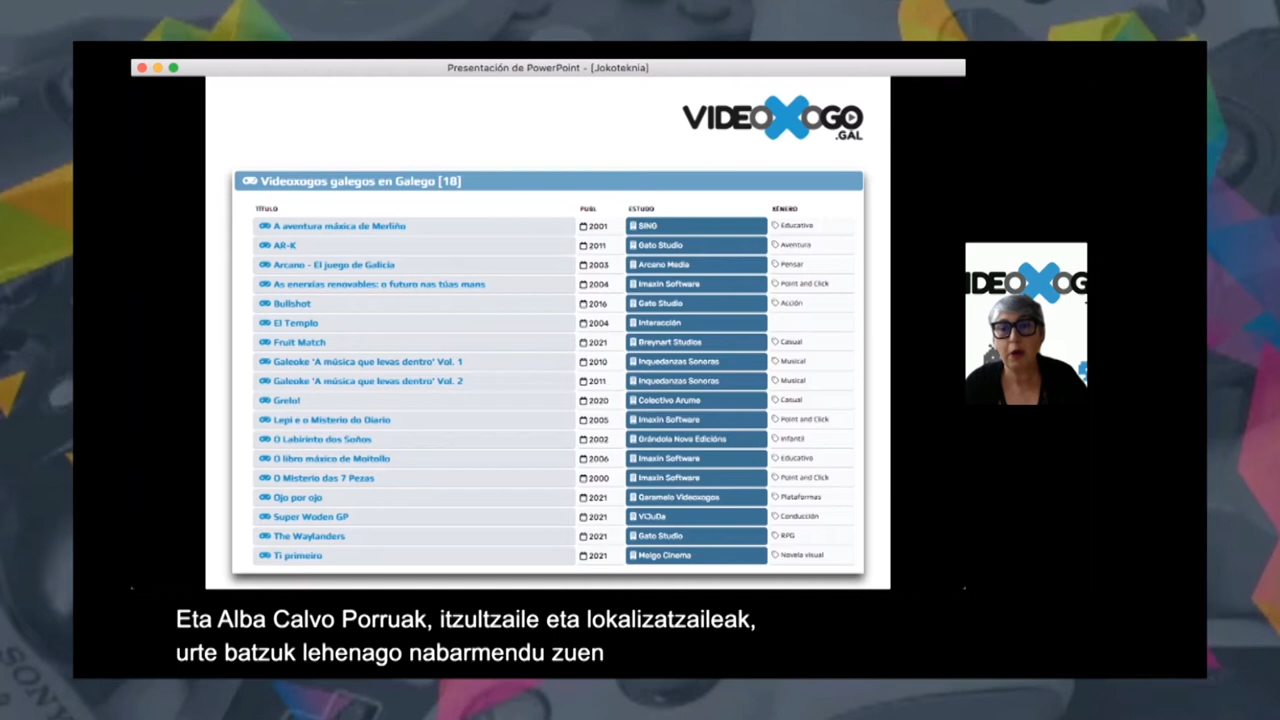 Presentación de PowerPoint - [Jokoteknia]
VIDEOXOGO
.GAL
Videoxogos galegos en Galego [18]
TÍTULO PUBL ESTUDO XÉNERO
A aventura máxica de Merliño 2001 SING Educativo
AR-K 2011 Gato Studio Aventura
Arcano - El juego de Galicia 2003 Arcano Media Pensar
As enerxías renovables: o futuro nas túas mans 2004 Imaxin Software Point and Click
Bullshot 2016 Gato Studio Acción
El Templo 2004 Interacción
Fruit Match 2021 Breynart Studios Casual
Galeoke 'A música que levas dentro' Vol. 1 2010 Inquedanzas Sonoras Musical
Galeoke 'A música que levas dentro' Vol. 2 2011 Inquedanzas Sonoras Musical
Grelo! 2020 Colectivo Arume Casual
Lepi e o Misterio do Diario 2005 Imaxin Software Point and Click
O Labirinto dos Soños 2002 Grándola Nova Edicións Infantil
O libro máxico de Moitollo 2006 Imaxin Software Educativo
O Misterio das 7 Pezas 2000 Imaxin Software Point and Click
Ojo por ojo 2021 Garamelo Videoxogos Plataformas
Super Woden GP 2021 ViJuDa Conducción
The Waylanders 2021 Gato Studio RPG
Ti primeiro 2021 Meigo Cinema Novela visual
IDEOXOG
Eta Alba Calvo Porruak, itzultzaile eta lokalizatzaileak,
urte batzuk lehenago nabarmendu zuen
SONY